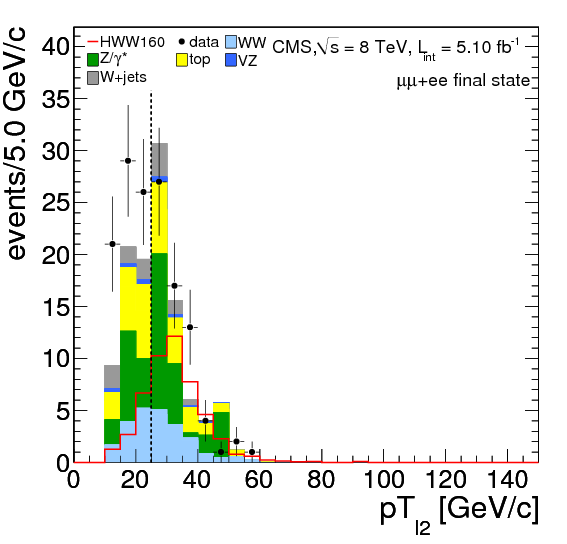 HWW160 data WW CMS,√s = 8 TeV, L_int = 5.10 fb⁻¹
Z/γ* top VZ
W+jets
μμ+ee final state
events/5.0 GeV/c
40
35
30
25
20
15
10
5
0
0 20 40 60 80 100 120 140
pT_l2 [GeV/c]